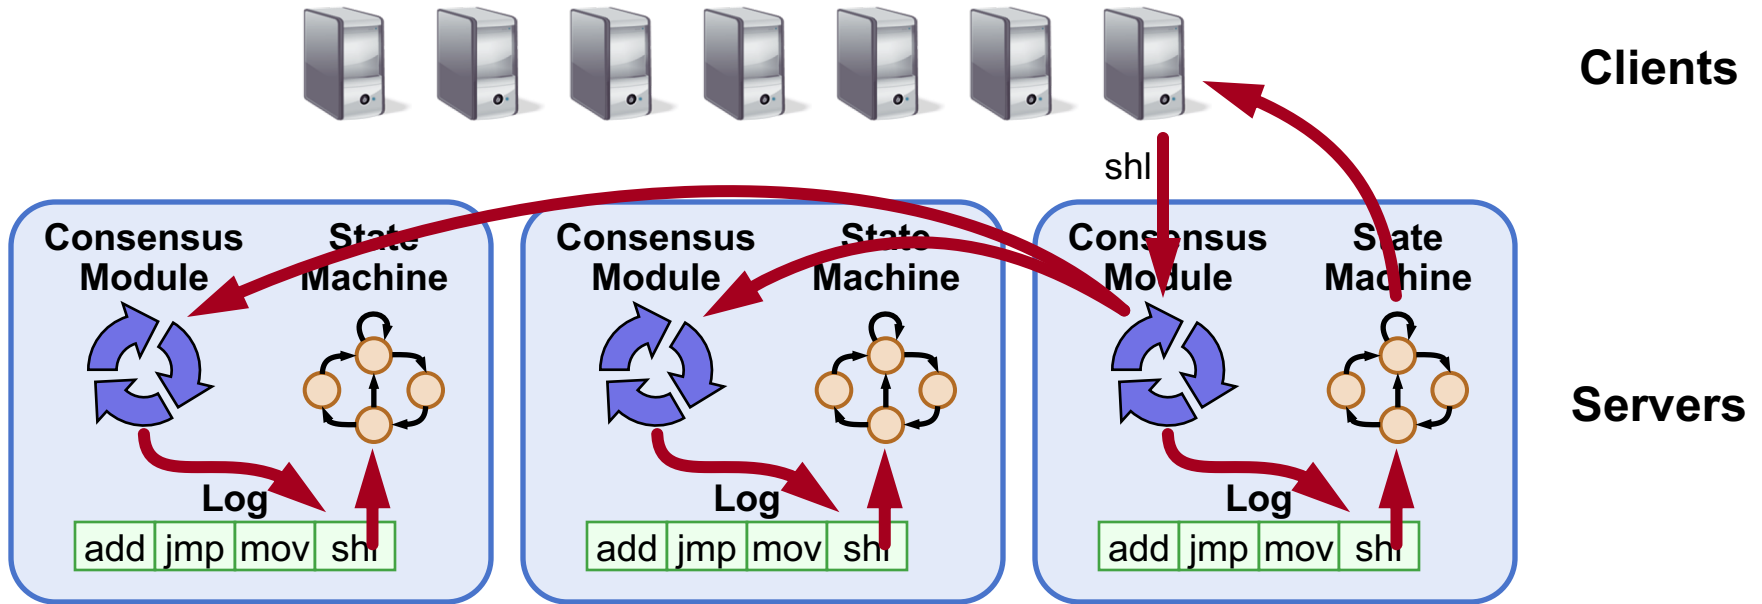 Clients
shl
Consensus Module
State Machine
Consensus Module
State Machine
Consensus Module
State Machine
Servers
Log
Log
Log
add jmp mov shl
add jmp mov shl
add jmp mov shl